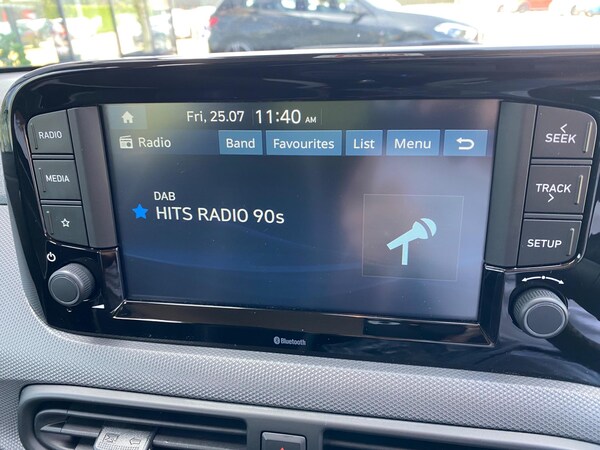 Fri, 25.07 11:40 AM
Radio Band Favourites List Menu
DAB
HITS RADIO 90s
RADIO
MEDIA
SEEK
TRACK
SETUP
Bluetooth